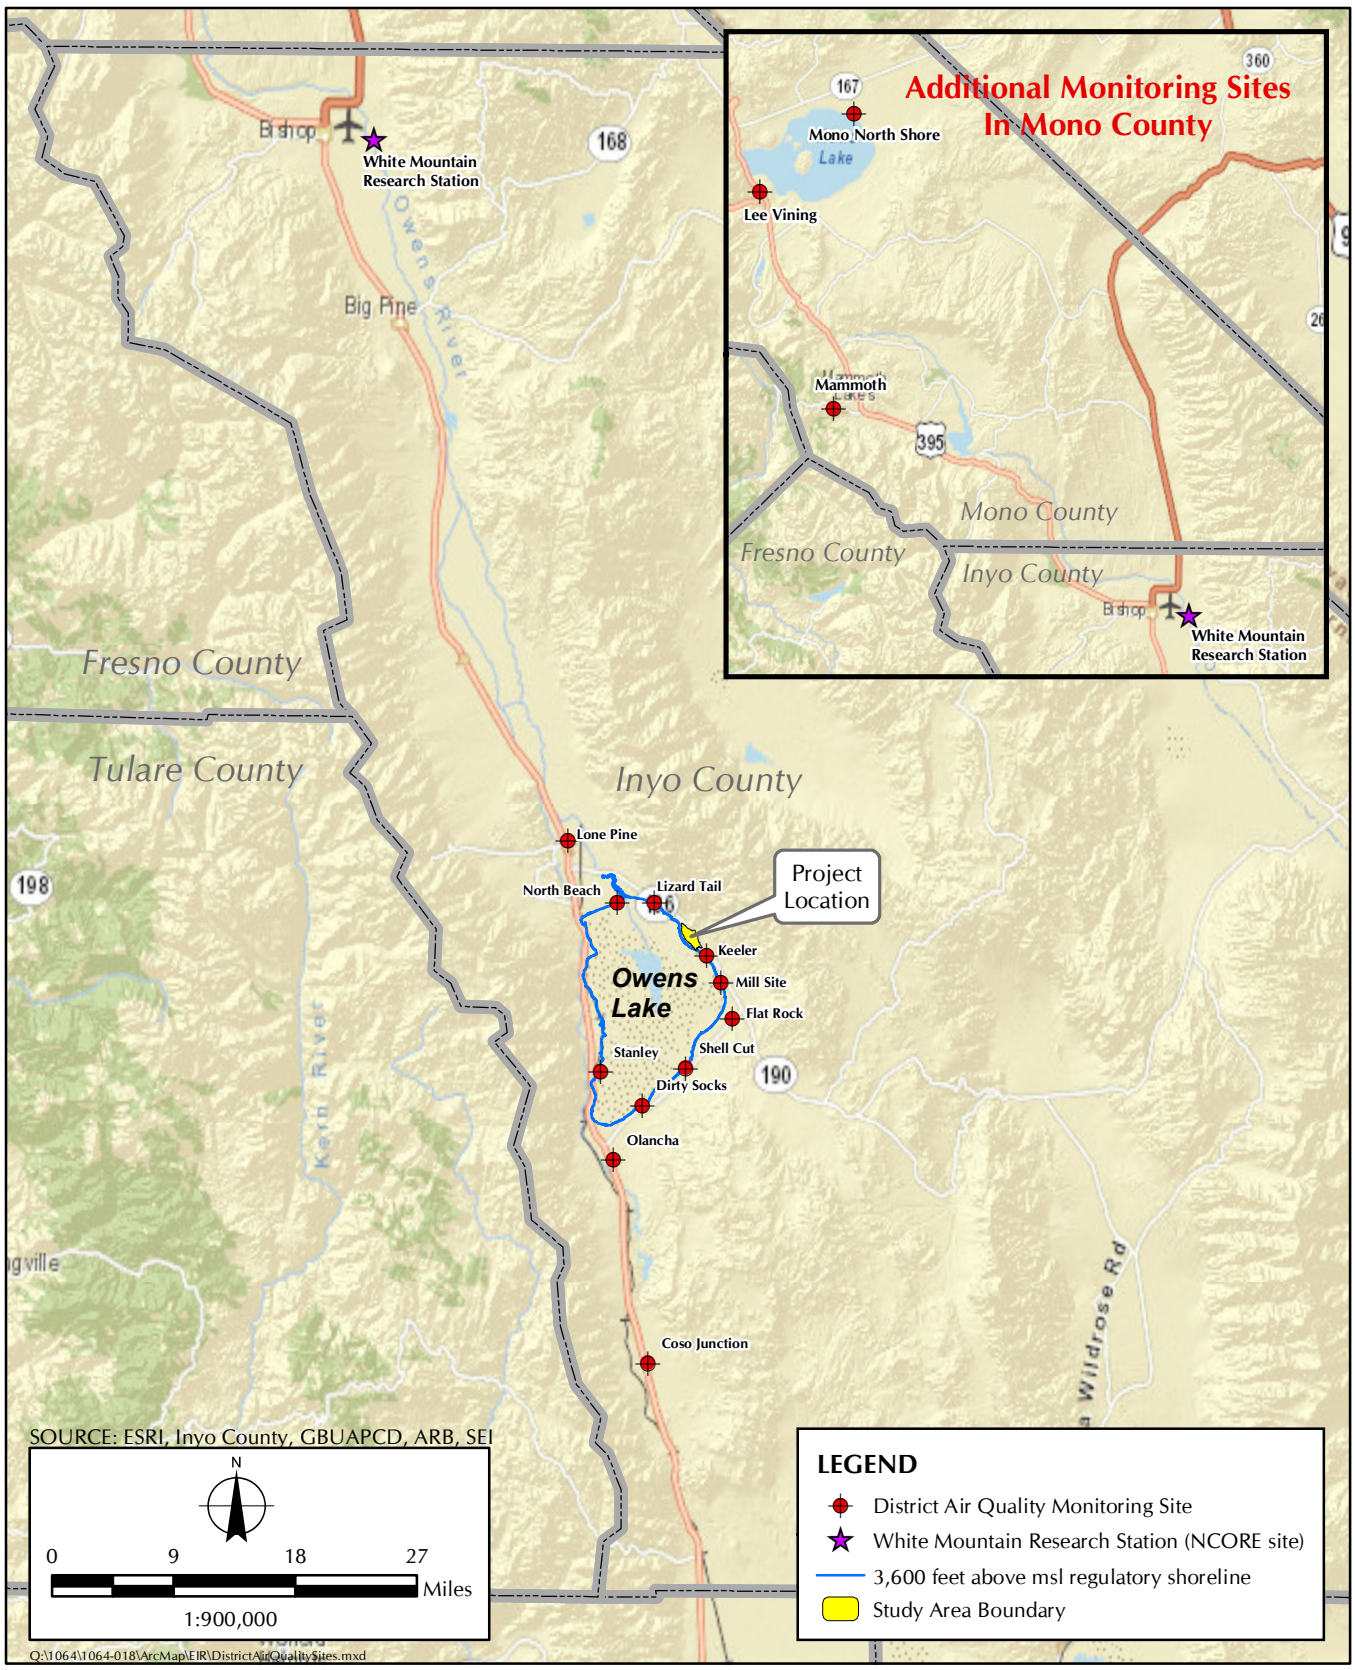 Additional Monitoring Sites
In Mono County
360
167
Mono North Shore
Lake
Lee Vining
Mammoth
395
Mono County
Fresno County
Inyo County
Bishop
White Mountain
Research Station
26
9
Bishop
White Mountain
Research Station
168
Owens River
Big Pine
Fresno County
Tulare County
Inyo County
198
Lone Pine
North Beach
Lizard Tail
Project
Location
Keeler
Owens
Lake
Mill Site
Flat Rock
Stanley
Shell Cut
Dirty Socks
190
Olancha
Kern River
gville
a Wildrose Rd
Coso Junction
SOURCE: ESRI, Inyo County, GBUAPCD, ARB, SEI
N
0 9 18 27
Miles
1:900,000
LEGEND
District Air Quality Monitoring Site
White Mountain Research Station (NCORE site)
3,600 feet above msl regulatory shoreline
Study Area Boundary
Q:\1064\1064-018\ArcMap\EIR\DistrictAirQualitySites.mxd